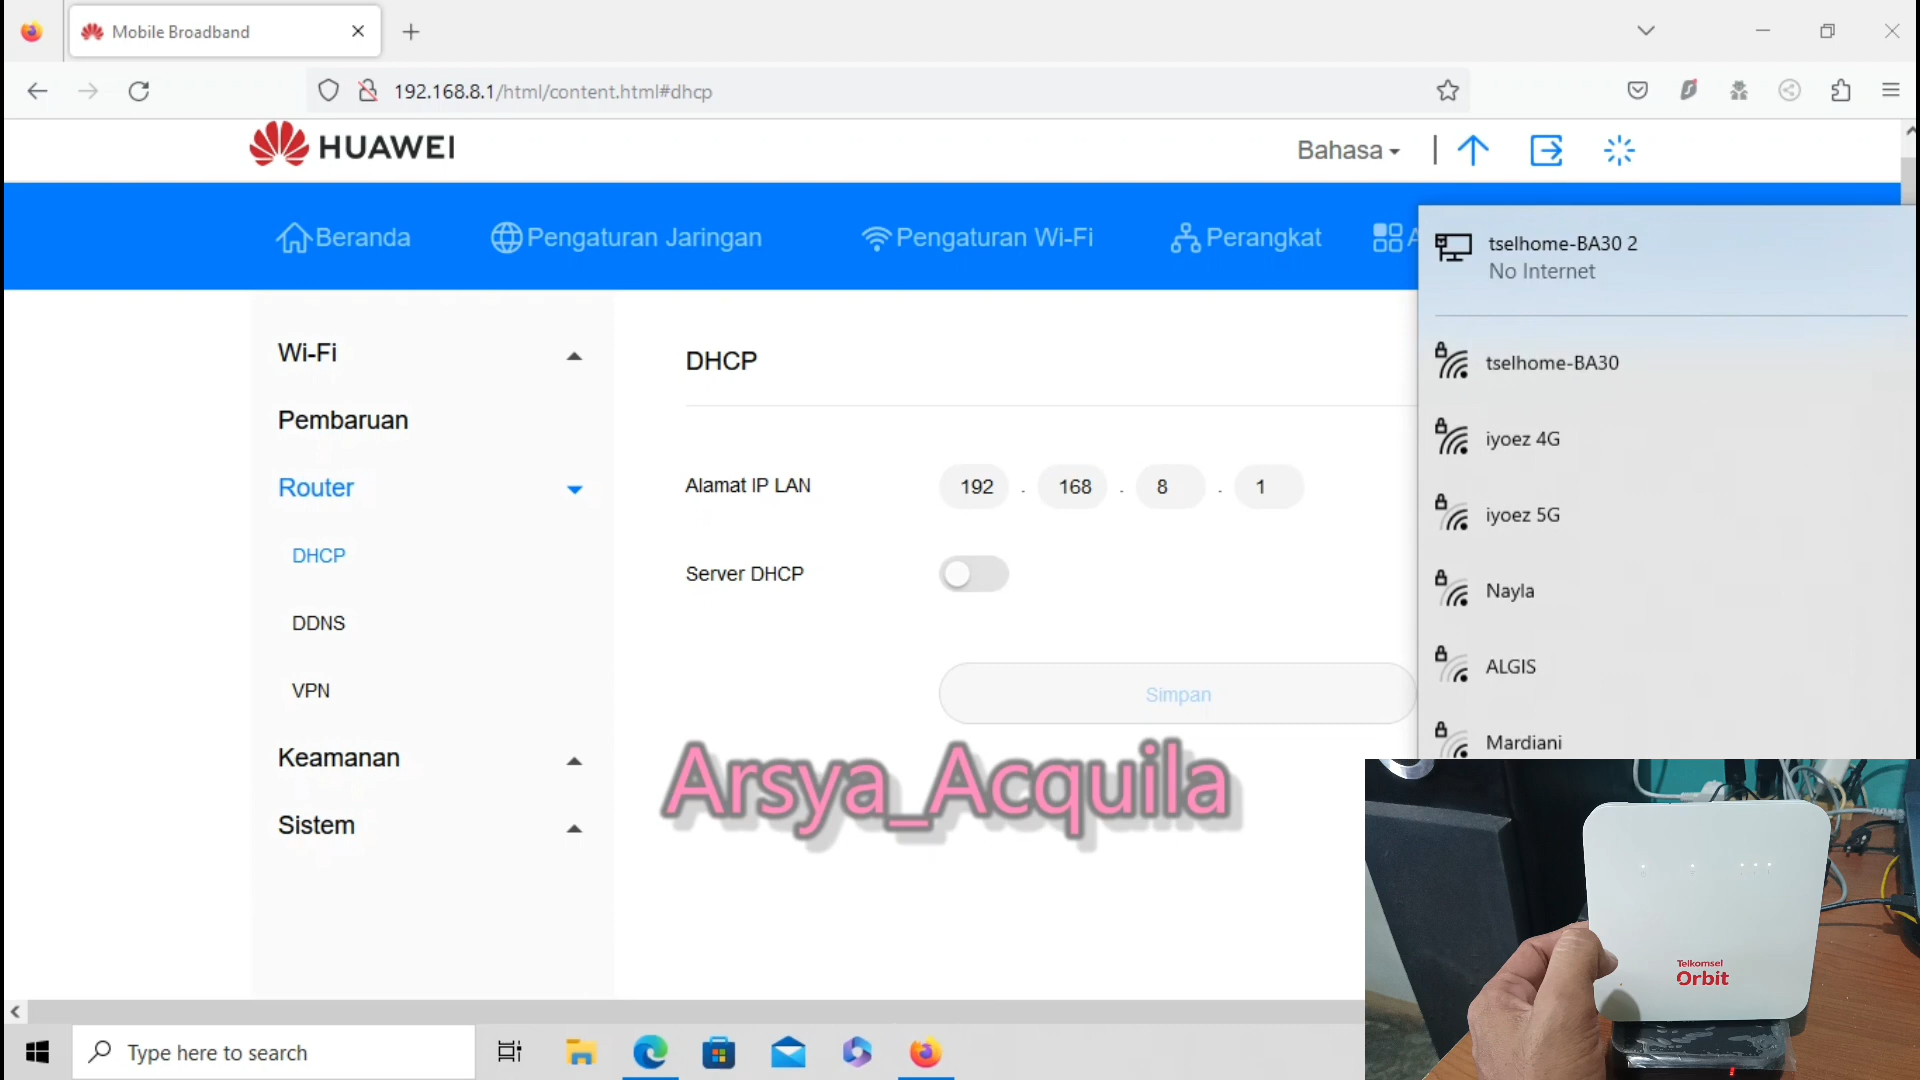 Mobile Broadband
192.168.8.1/html/content.html#dhcp
HUAWEI
Bahasa
Beranda
Pengaturan Jaringan
Pengaturan Wi-Fi
Perangkat
A
tselhome-BA30 2
No Internet
tselhome-BA30
iyoez 4G
iyoez 5G
Nayla
ALGIS
Mardiani
Wi-Fi
Pembaruan
Router
DHCP
DDNS
VPN
Keamanan
Sistem
DHCP
Alamat IP LAN 192 . 168 . 8 . 1
Server DHCP
Simpan
Arsya_Acquila
Telkomsel
Orbit
Type here to search